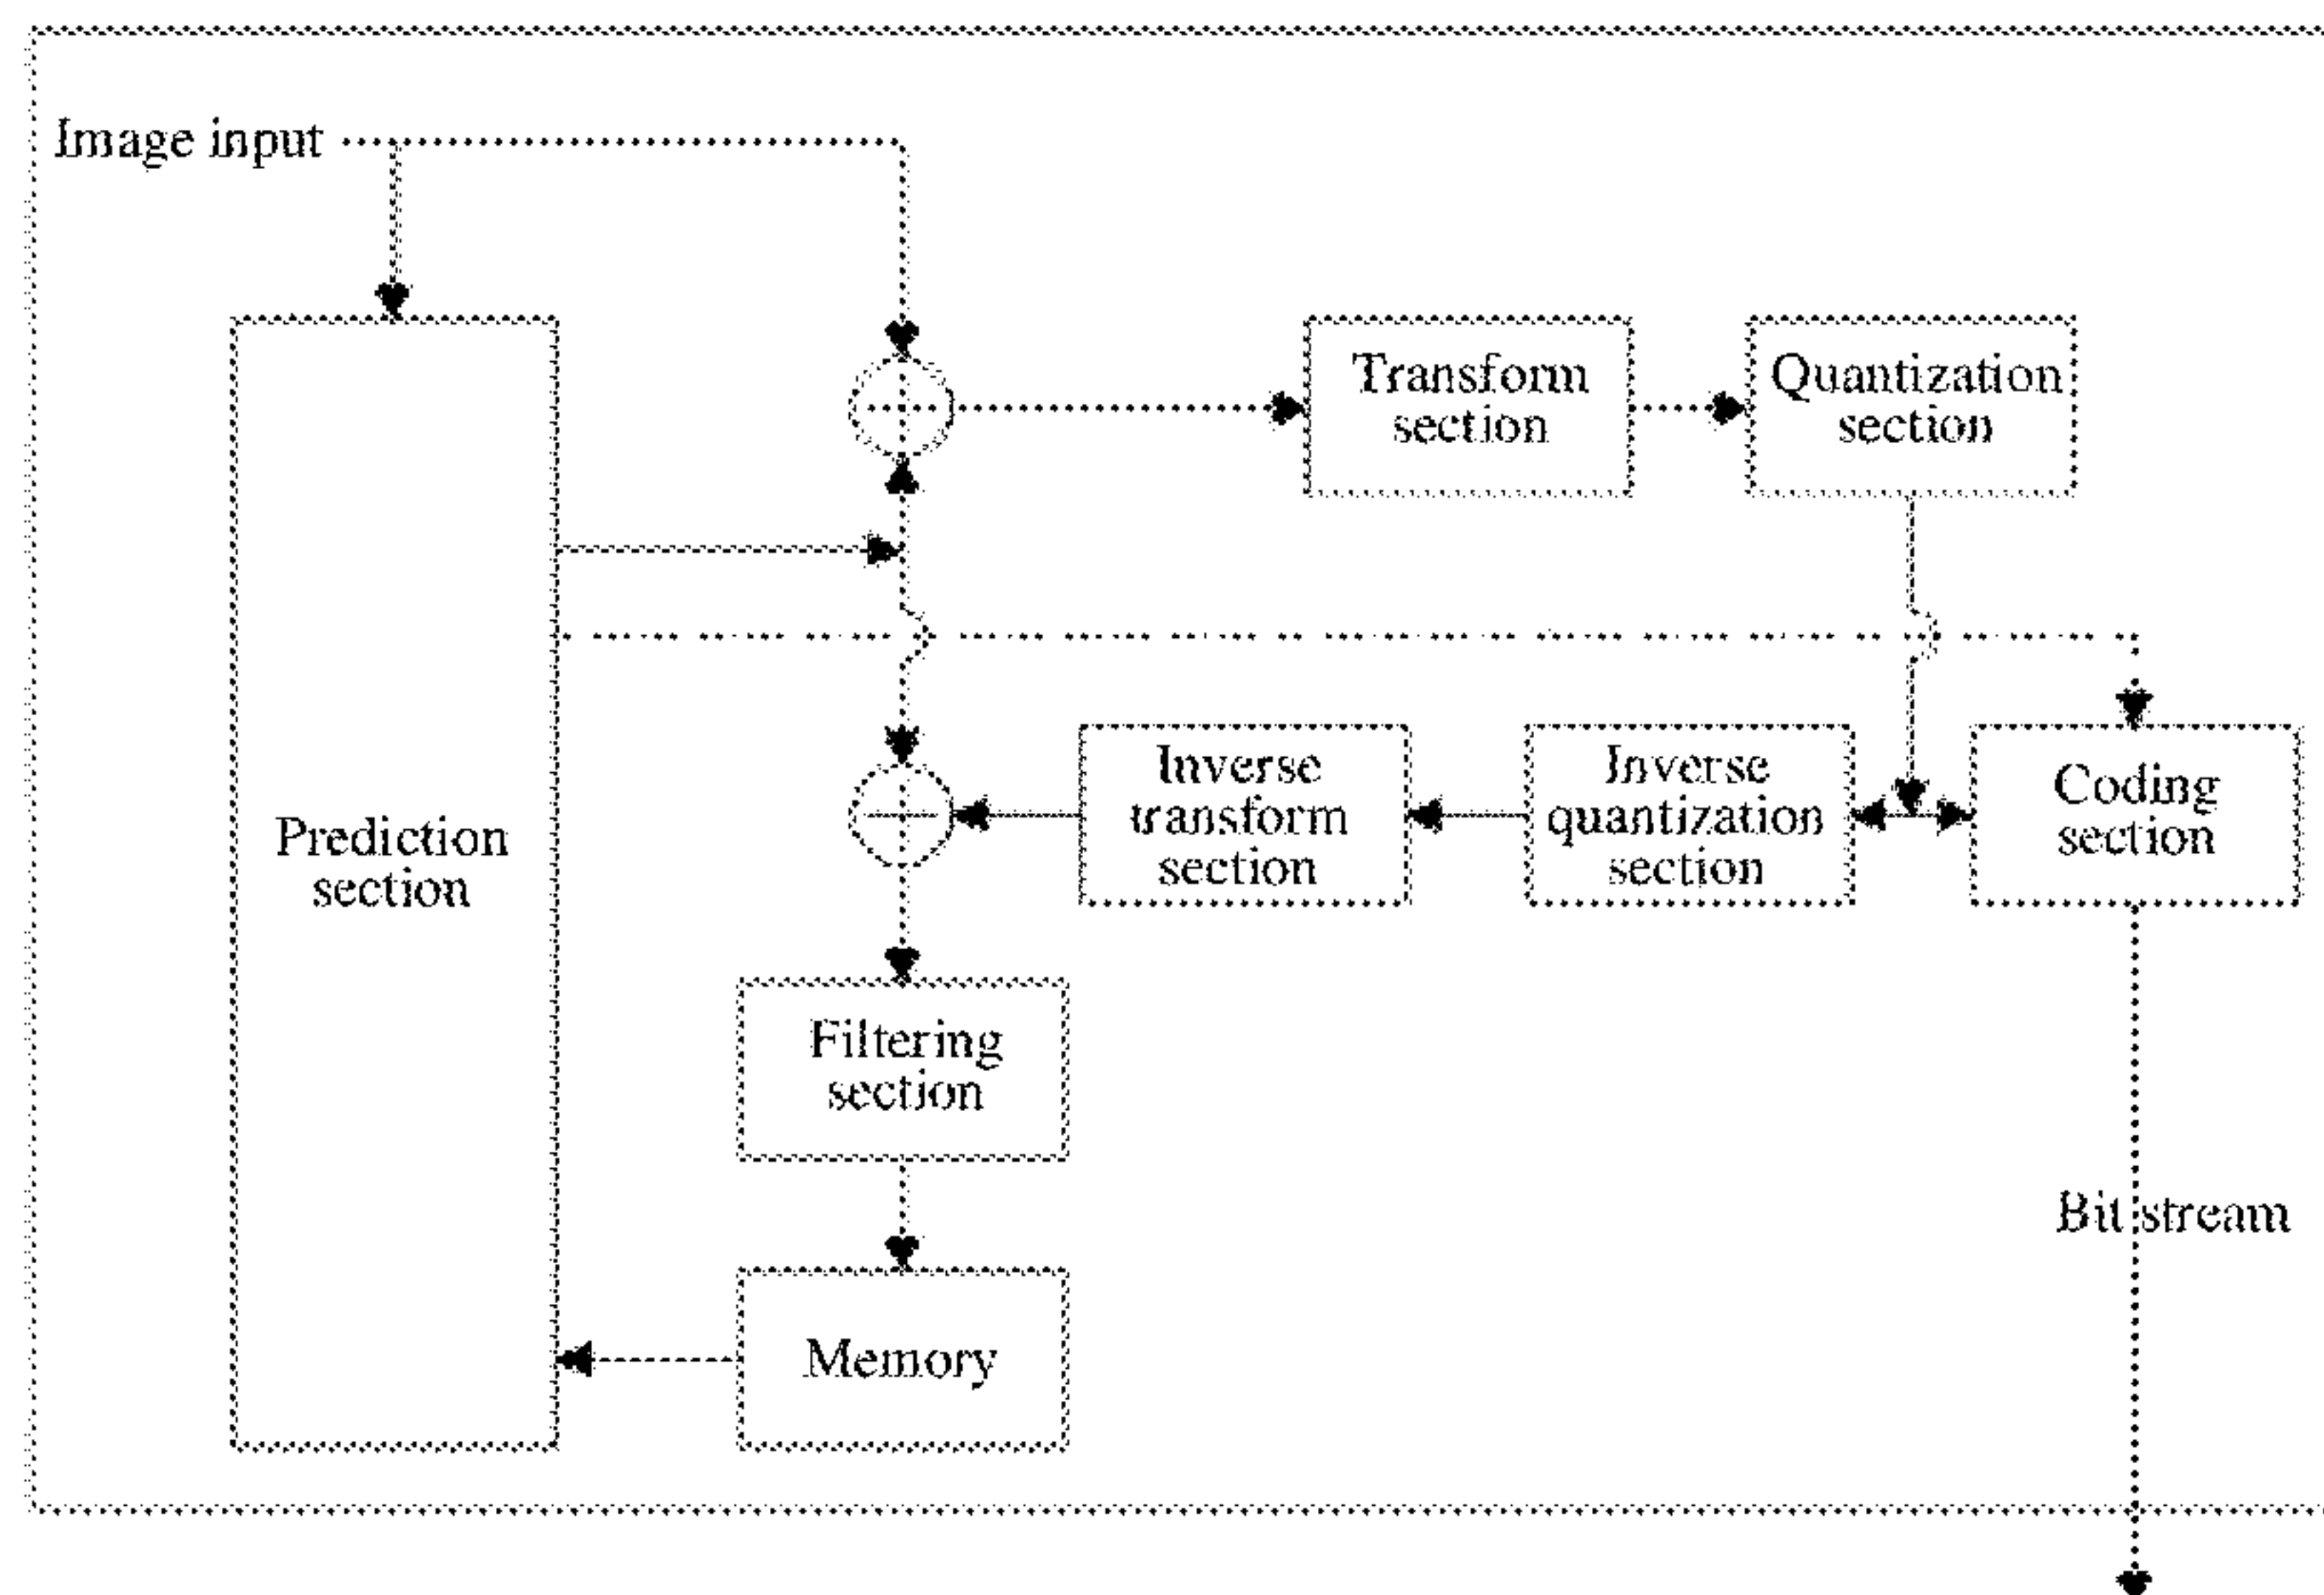 Image input
Transform
section
Quantization
section
Prediction
section
Inverse
transform
section
Inverse
quantization
section
Coding
section
Filtering
section
Memory
Bit stream